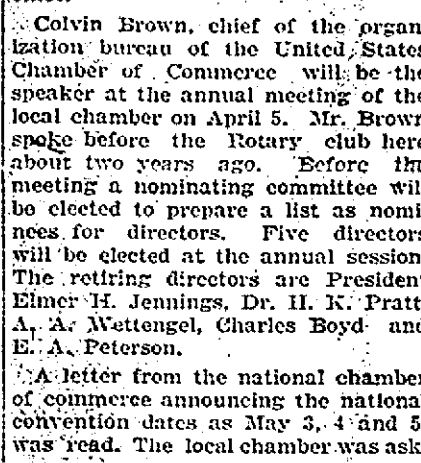 Colvin Brown, chief of the organ
ization bureau of the United States
Chamber of Commerce will be the
speaker at the annual meeting of the
local chamber on April 5. Mr. Brown
spoke before the Rotary club here
about two years ago. Before the
meeting a nominating committee wil
be elected to prepare a list as nomi
nees for directors. Five directors
will be elected at the annual session
The retiring directors are President
Elmer H. Jennings, Dr. H. K. Pratt
A. A. Wettengel, Charles Boyd and
E. A. Peterson.
A letter from the national chamber
of commerce announcing the nationa
convention dates as May 3, 4 and 5
was read. The local chamber was ask